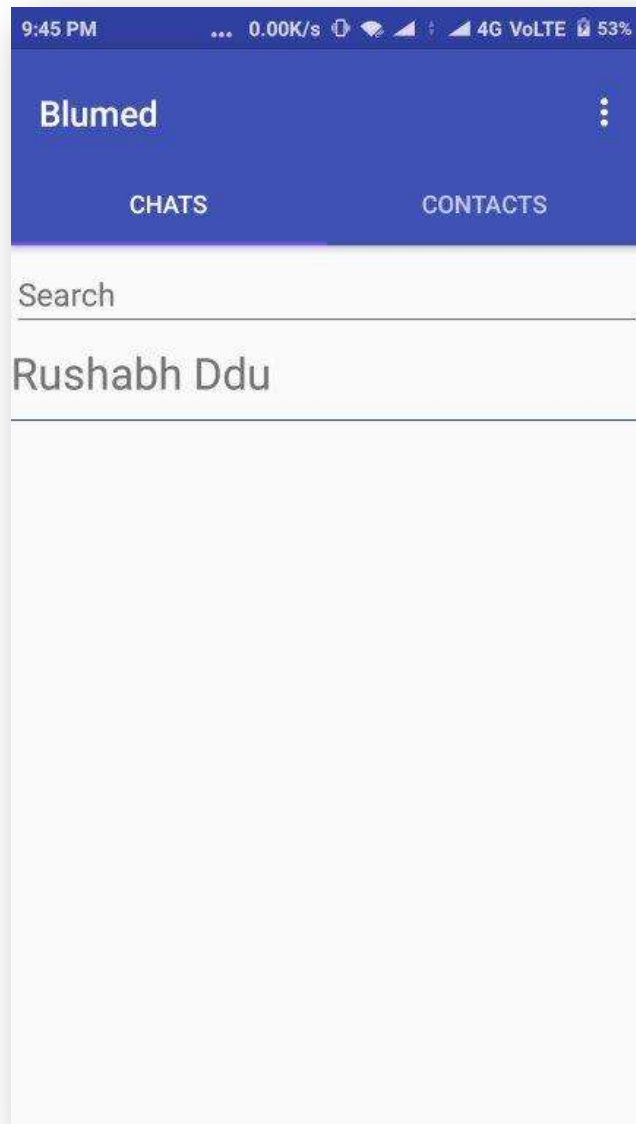 9:45 PM ... 0.00K/s 4G VoLTE 53%
Blumed
CHATS CONTACTS
Search
Rushabh Ddu